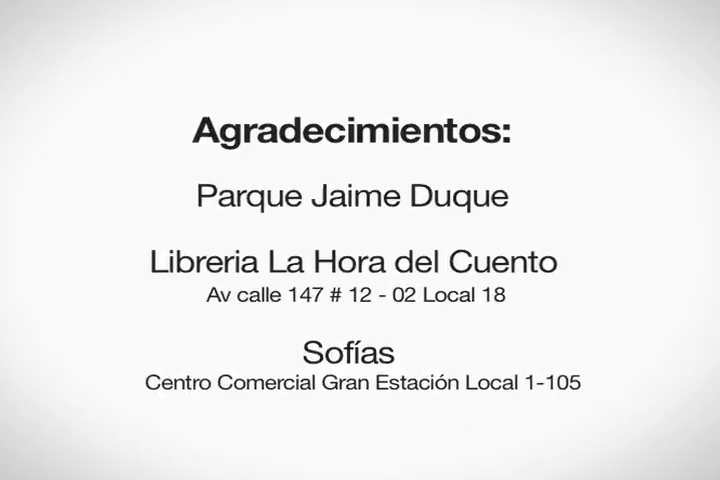 Agradecimientos:
Parque Jaime Duque
Libreria La Hora del Cuento
Av calle 147 # 12 - 02 Local 18
Sofías
Centro Comercial Gran Estación Local 1-105